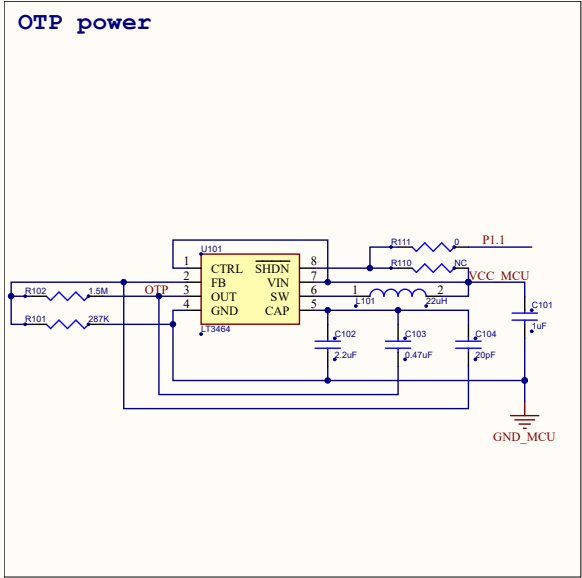 OTP power
R111 0 P1.1
U101
1 CTRL SHDN 8
R110 NC
2 FB VIN 7
VCC_MCU
R102 1.5M OTP 3 OUT SW 6 1 L101 22uH 2
4 GND CAP 5
R101 287K
C101
1uF
LT3464
C102 C103 C104
2.2uF 0.47uF 20pF
GND_MCU